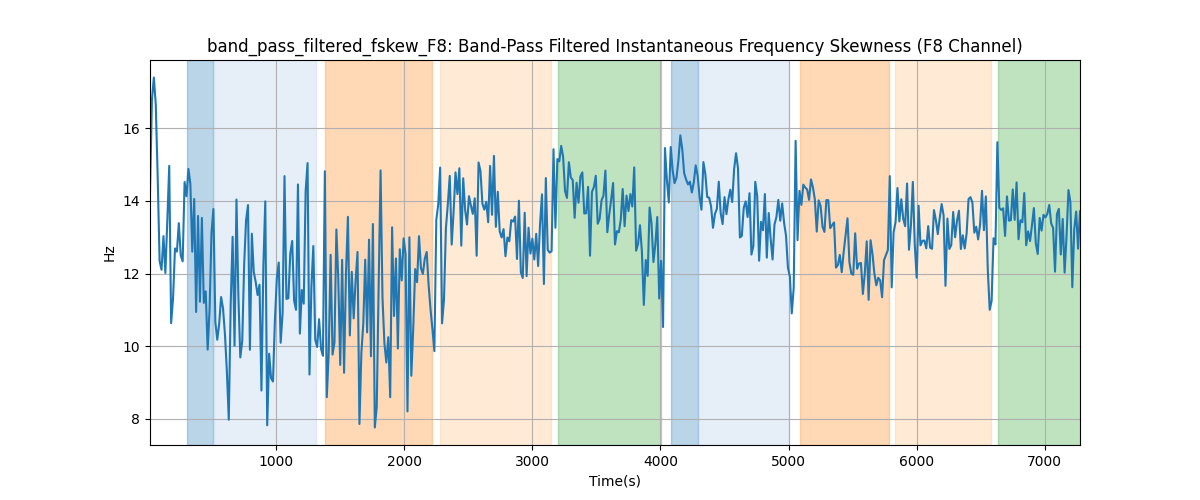 band_pass_filtered_fskew_F8: Band-Pass Filtered Instantaneous Frequency Skewness (F8 Channel)
16
14
12
10
8
Hz
1000 2000 3000 4000 5000 6000 7000
Time(s)